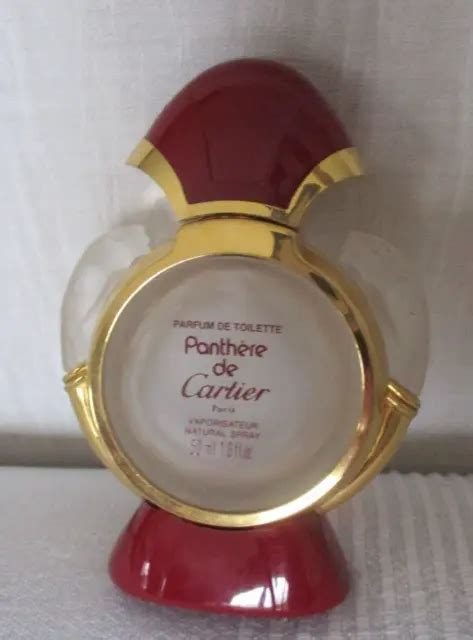 PARFUM DE TOILETTE
Panthère
de
Cartier
Paris
VAPORISATEUR
NATURAL SPRAY
50 ml 1.6 fl.oz.